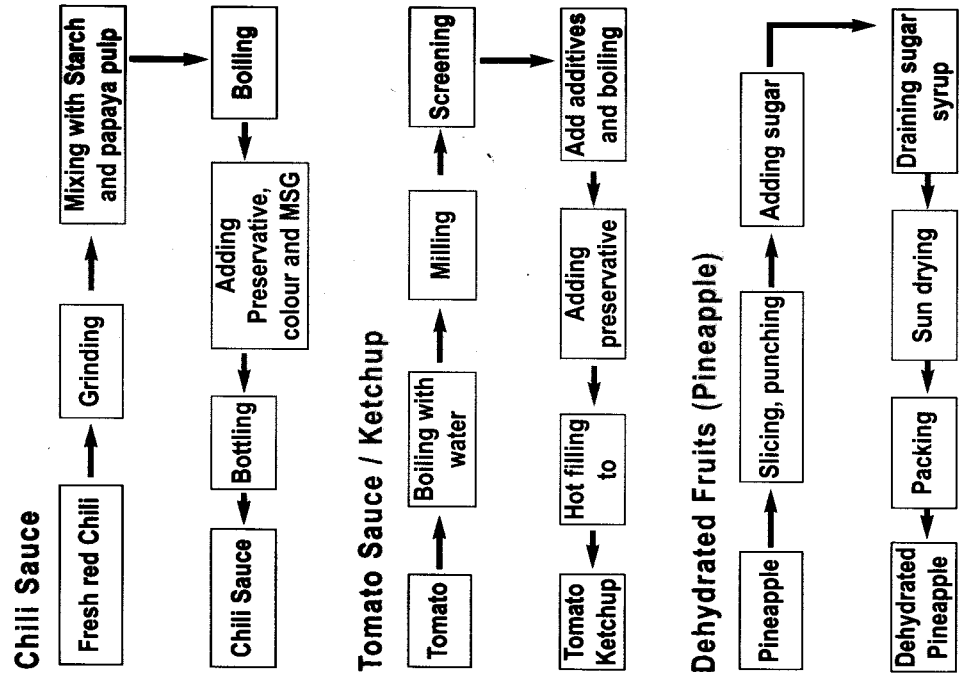 Chili Sauce
Fresh red Chili
Grinding
Mixing with Starch
and papaya pulp
Boiling
Adding
Preservative,
colour and MSG
Bottling
Chili Sauce
Tomato Sauce / Ketchup
Tomato
Boiling with
water
Milling
Screening
Add additives
and boiling
Adding
preservative
Hot filling
to
Tomato
Ketchup
Dehydrated Fruits (Pineapple)
Pineapple
Slicing, punching
Adding sugar
Draining sugar
syrup
Sun drying
Packing
Dehydrated
Pineapple